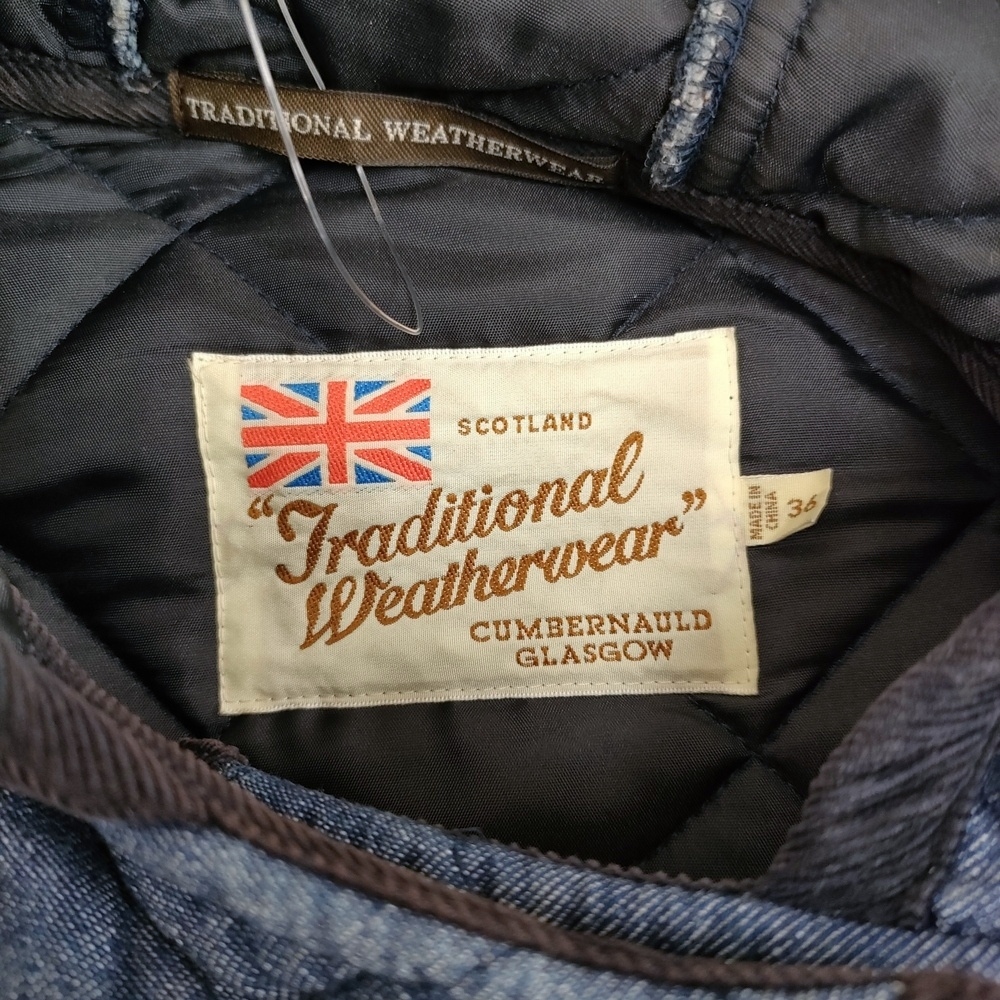 TRADITIONAL WEATHERWEAR
SCOTLAND
"Traditional
Weatherwear"
CUMBERNAULD
GLASGOW
MADE IN
CHINA
36